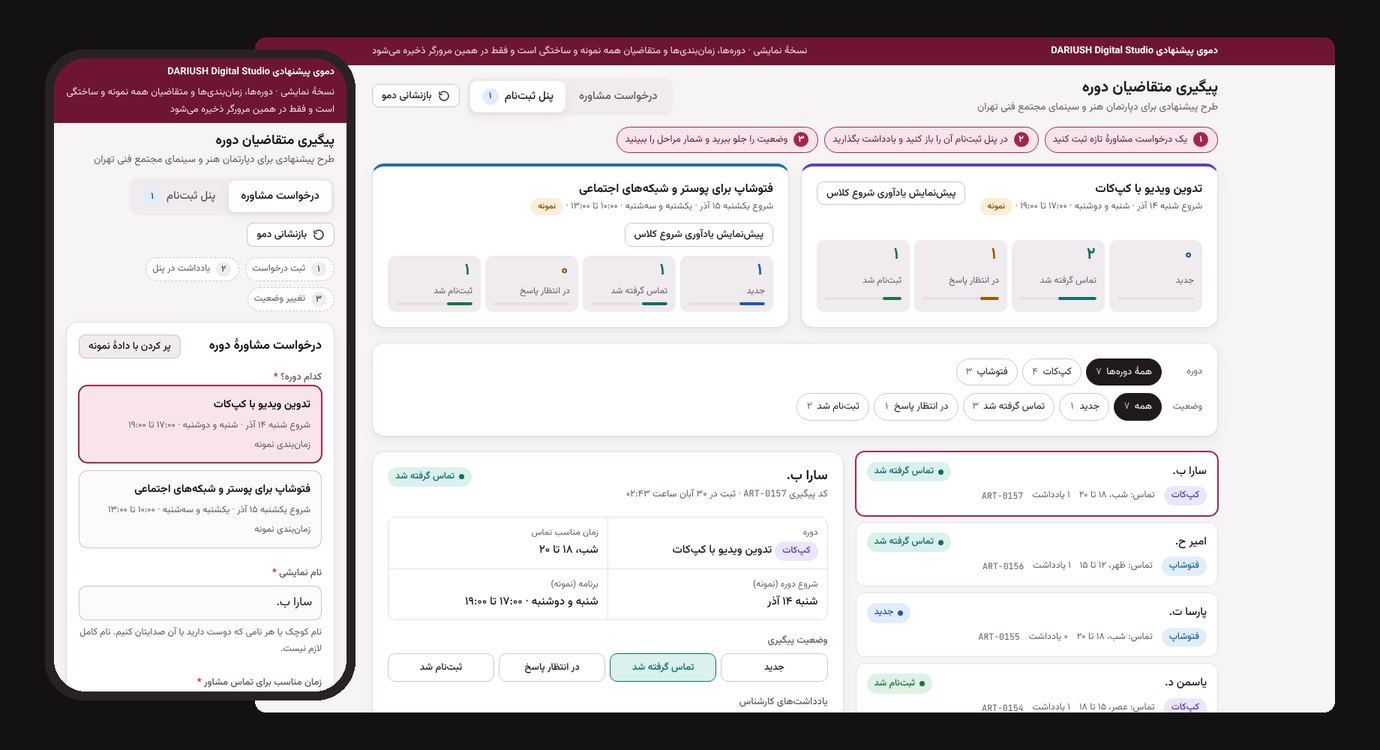 دموی پیشنهادی DARIUSH Digital Studio
نسخهٔ نمایشی · دوره‌ها، زمان‌بندی‌ها و متقاضیان همه نمونه و ساختگی است و فقط در همین مرورگر ذخیره می‌شود
پیگیری متقاضیان دوره
طرح پیشنهادی برای دپارتمان هنر و سینمای مجتمع فنی تهران
درخواست مشاوره
پنل ثبت‌نام ۱
بازنشانی دمو
۱ یک درخواست مشاورهٔ تازه ثبت کنید
۲ در پنل ثبت‌نام آن را باز کنید و یادداشت بگذارید
۳ وضعیت را جلو ببرید و شمار مراحل را ببینید
تدوین ویدیو با کپ‌کات
شروع شنبه ۱۴ آذر · شنبه و دوشنبه · ۱۷:۰۰ تا ۱۹:۰۰ · نمونه
پیش‌نمایش یادآوری شروع کلاس
۰ جدید
۲ تماس گرفته شد
۱ در انتظار پاسخ
۱ ثبت‌نام شد
فتوشاپ برای پوستر و شبکه‌های اجتماعی
شروع یکشنبه ۱۵ آذر · یکشنبه و سه‌شنبه · ۱۰:۰۰ تا ۱۳:۰۰ · نمونه
پیش‌نمایش یادآوری شروع کلاس
۱ جدید
۱ تماس گرفته شد
۰ در انتظار پاسخ
۱ ثبت‌نام شد
دوره
همهٔ دوره‌ها ۷
کپ‌کات ۴
فتوشاپ ۳
وضعیت
همه ۷
جدید ۱
تماس گرفته شد ۳
در انتظار پاسخ ۱
ثبت‌نام شد ۲
سارا ب.
تماس گرفته شد
کپ‌کات تماس: شب، ۱۸ تا ۲۰ ۱ یادداشت ART-0157
امیر ح.
تماس گرفته شد
فتوشاپ تماس: ظهر، ۱۲ تا ۱۵ ۱ یادداشت ART-0156
پارسا ت.
جدید
فتوشاپ تماس: شب، ۱۸ تا ۲۰ ۰ یادداشت ART-0155
یاسمن د.
ثبت‌نام شد
کپ‌کات تماس: عصر، ۱۵ تا ۱۸ ۱ یادداشت ART-0154
سارا ب.
تماس گرفته شد
کد پیگیری ART-0157 · ثبت در ۳۰ آبان ساعت ۰۲:۴۳
دوره
کپ‌کات تدوین ویدیو با کپ‌کات
زمان مناسب تماس
شب، ۱۸ تا ۲۰
شروع دوره (نمونه)
شنبه ۱۴ آذر
برنامه (نمونه)
شنبه و دوشنبه · ۱۷:۰۰ تا ۱۹:۰۰
وضعیت پیگیری
جدید
تماس گرفته شد
در انتظار پاسخ
ثبت‌نام شد
یادداشت‌های کارشناس
دموی پیشنهادی DARIUSH Digital Studio
نسخهٔ نمایشی · دوره‌ها، زمان‌بندی‌ها و متقاضیان همه نمونه و ساختگی
است و فقط در همین مرورگر ذخیره می‌شود
پیگیری متقاضیان دوره
طرح پیشنهادی برای دپارتمان هنر و سینمای مجتمع فنی تهران
درخواست مشاوره
پنل ثبت‌نام ۱
بازنشانی دمو
۱ ثبت درخواست
۲ یادداشت در پنل
۳ تغییر وضعیت
درخواست مشاورهٔ دوره
پر کردن با دادهٔ نمونه
کدام دوره؟ *
تدوین ویدیو با کپ‌کات
شروع شنبه ۱۴ آذر · شنبه و دوشنبه · ۱۷:۰۰ تا ۱۹:۰۰
زمان‌بندی نمونه
فتوشاپ برای پوستر و شبکه‌های اجتماعی
شروع یکشنبه ۱۵ آذر · یکشنبه و سه‌شنبه · ۱۰:۰۰ تا ۱۳:۰۰
زمان‌بندی نمونه
نام نمایشی *
سارا ب.
نام کوچک یا هر نامی که دوست دارید با آن صدایتان کنیم. نام کامل
لازم نیست.
زمان مناسب برای تماس مشاور *